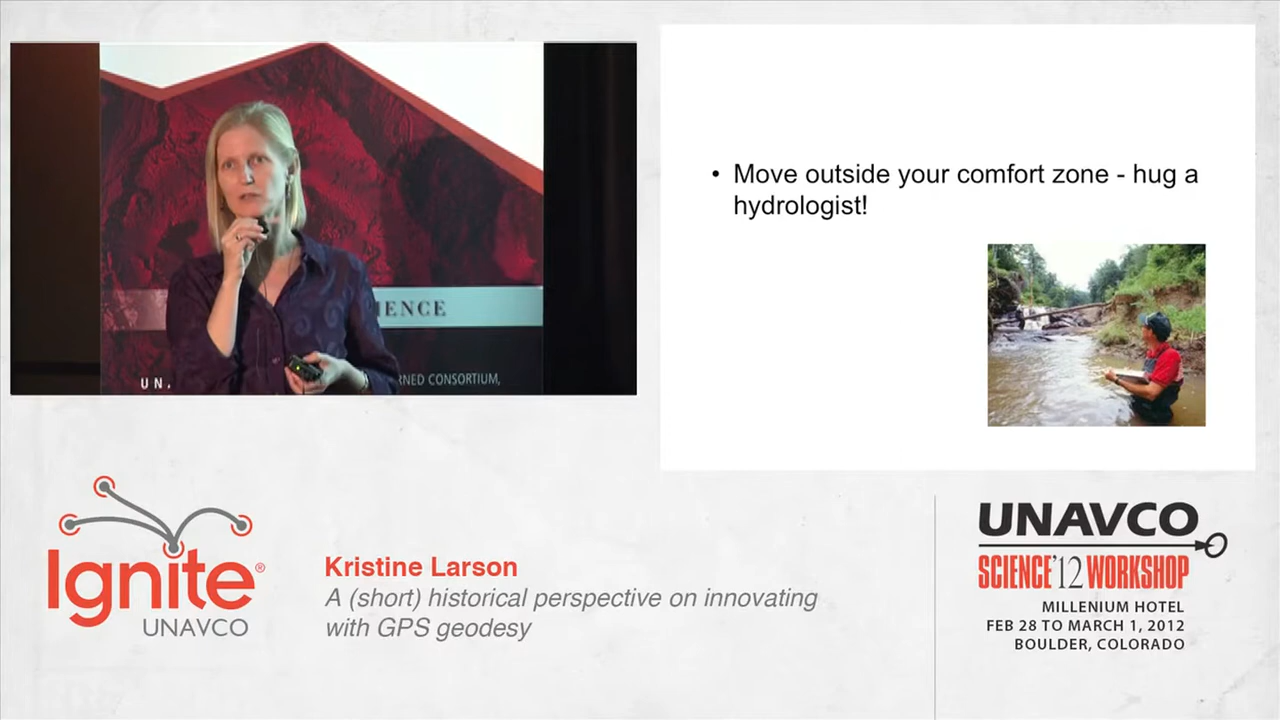 IENCE
UN.
RNED CONSORTIUM,
• Move outside your comfort zone - hug a
hydrologist!
Ignite®
UNAVCO
Kristine Larson
A (short) historical perspective on innovating
with GPS geodesy
UNAVCO
SCIENCE'12 WORKSHOP
MILLENIUM HOTEL
FEB 28 TO MARCH 1, 2012
BOULDER, COLORADO